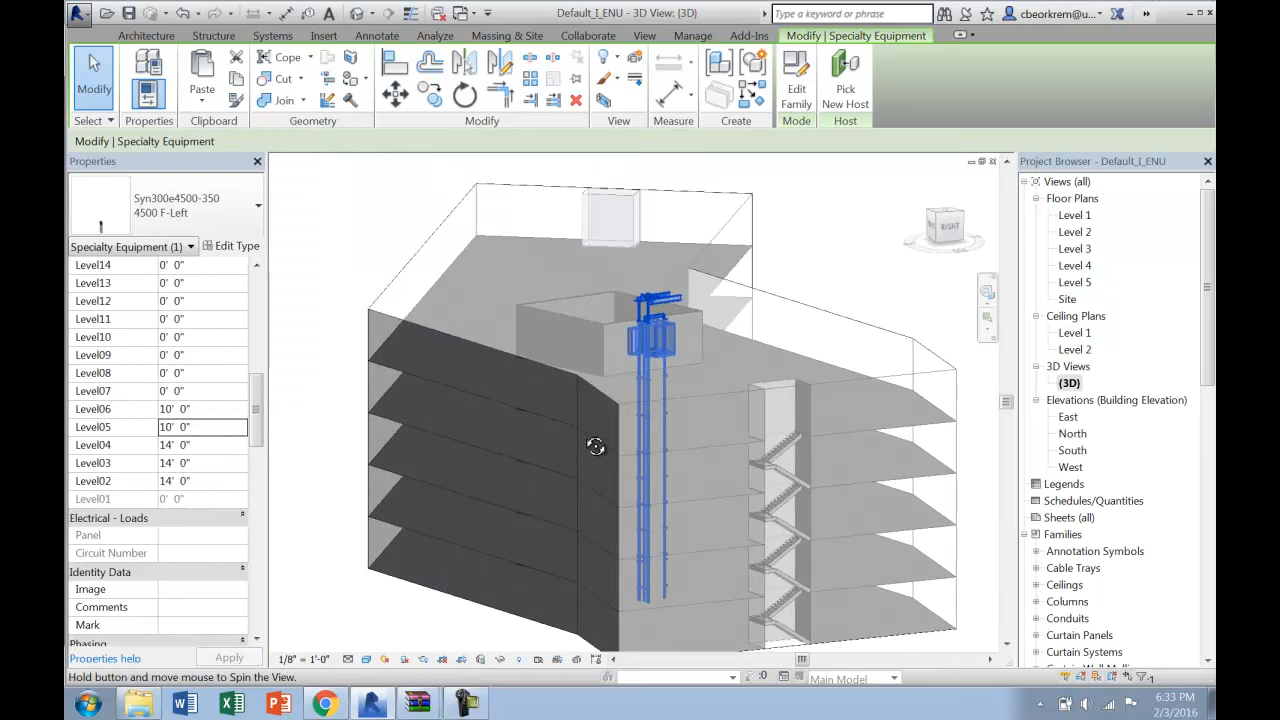 Default_I_ENU - 3D View: {3D}
Type a keyword or phrase
cbeorkrem@u...
Architecture
Structure
Systems
Insert
Annotate
Analyze
Massing & Site
Collaborate
View
Manage
Add-Ins
Modify | Specialty Equipment
Modify
Properties
Paste
Cope
Cut
Join
Edit
Family
Pick
New Host
Select
Properties
Clipboard
Geometry
Modify
View
Measure
Create
Mode
Host
Modify | Specialty Equipment
Properties
Syn300e4500-350
4500 F-Left
Specialty Equipment (1)
Edit Type
Level14 0' 0"
Level13 0' 0"
Level12 0' 0"
Level11 0' 0"
Level10 0' 0"
Level09 0' 0"
Level08 0' 0"
Level07 0' 0"
Level06 10' 0"
Level05 10' 0"
Level04 14' 0"
Level03 14' 0"
Level02 14' 0"
Level01 0' 0"
Electrical - Loads
Panel
Circuit Number
Identity Data
Image
Comments
Mark
Phasing
Properties help
Apply
RIGHT
1/8" = 1'-0"
Project Browser - Default_I_ENU
Views (all)
Floor Plans
Level 1
Level 2
Level 3
Level 4
Level 5
Site
Ceiling Plans
Level 1
Level 2
3D Views
{3D}
Elevations (Building Elevation)
East
North
South
West
Legends
Schedules/Quantities
Sheets (all)
Families
Annotation Symbols
Cable Trays
Ceilings
Columns
Conduits
Curtain Panels
Curtain Systems
Hold button and move mouse to Spin the View.
:0
Main Model
:1
6:33 PM
2/3/2016